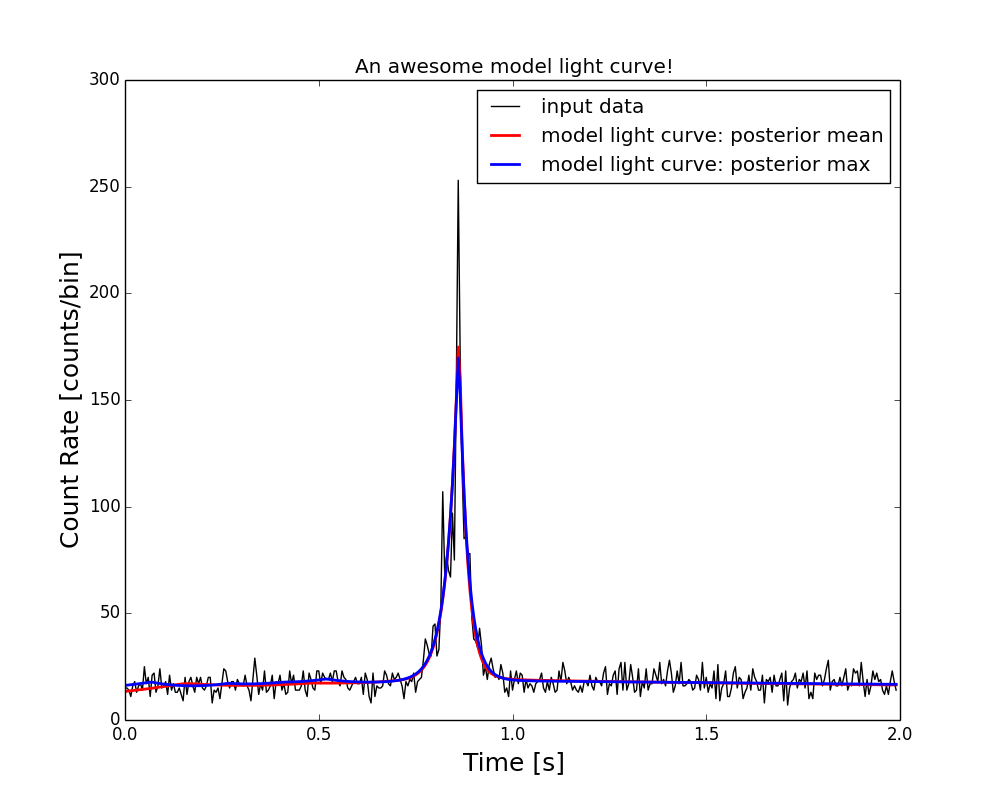 An awesome model light curve!
300
250
200
150
100
50
0
input data
model light curve: posterior mean
model light curve: posterior max
Count Rate [counts/bin]
0.0 0.5 1.0 1.5 2.0
Time [s]